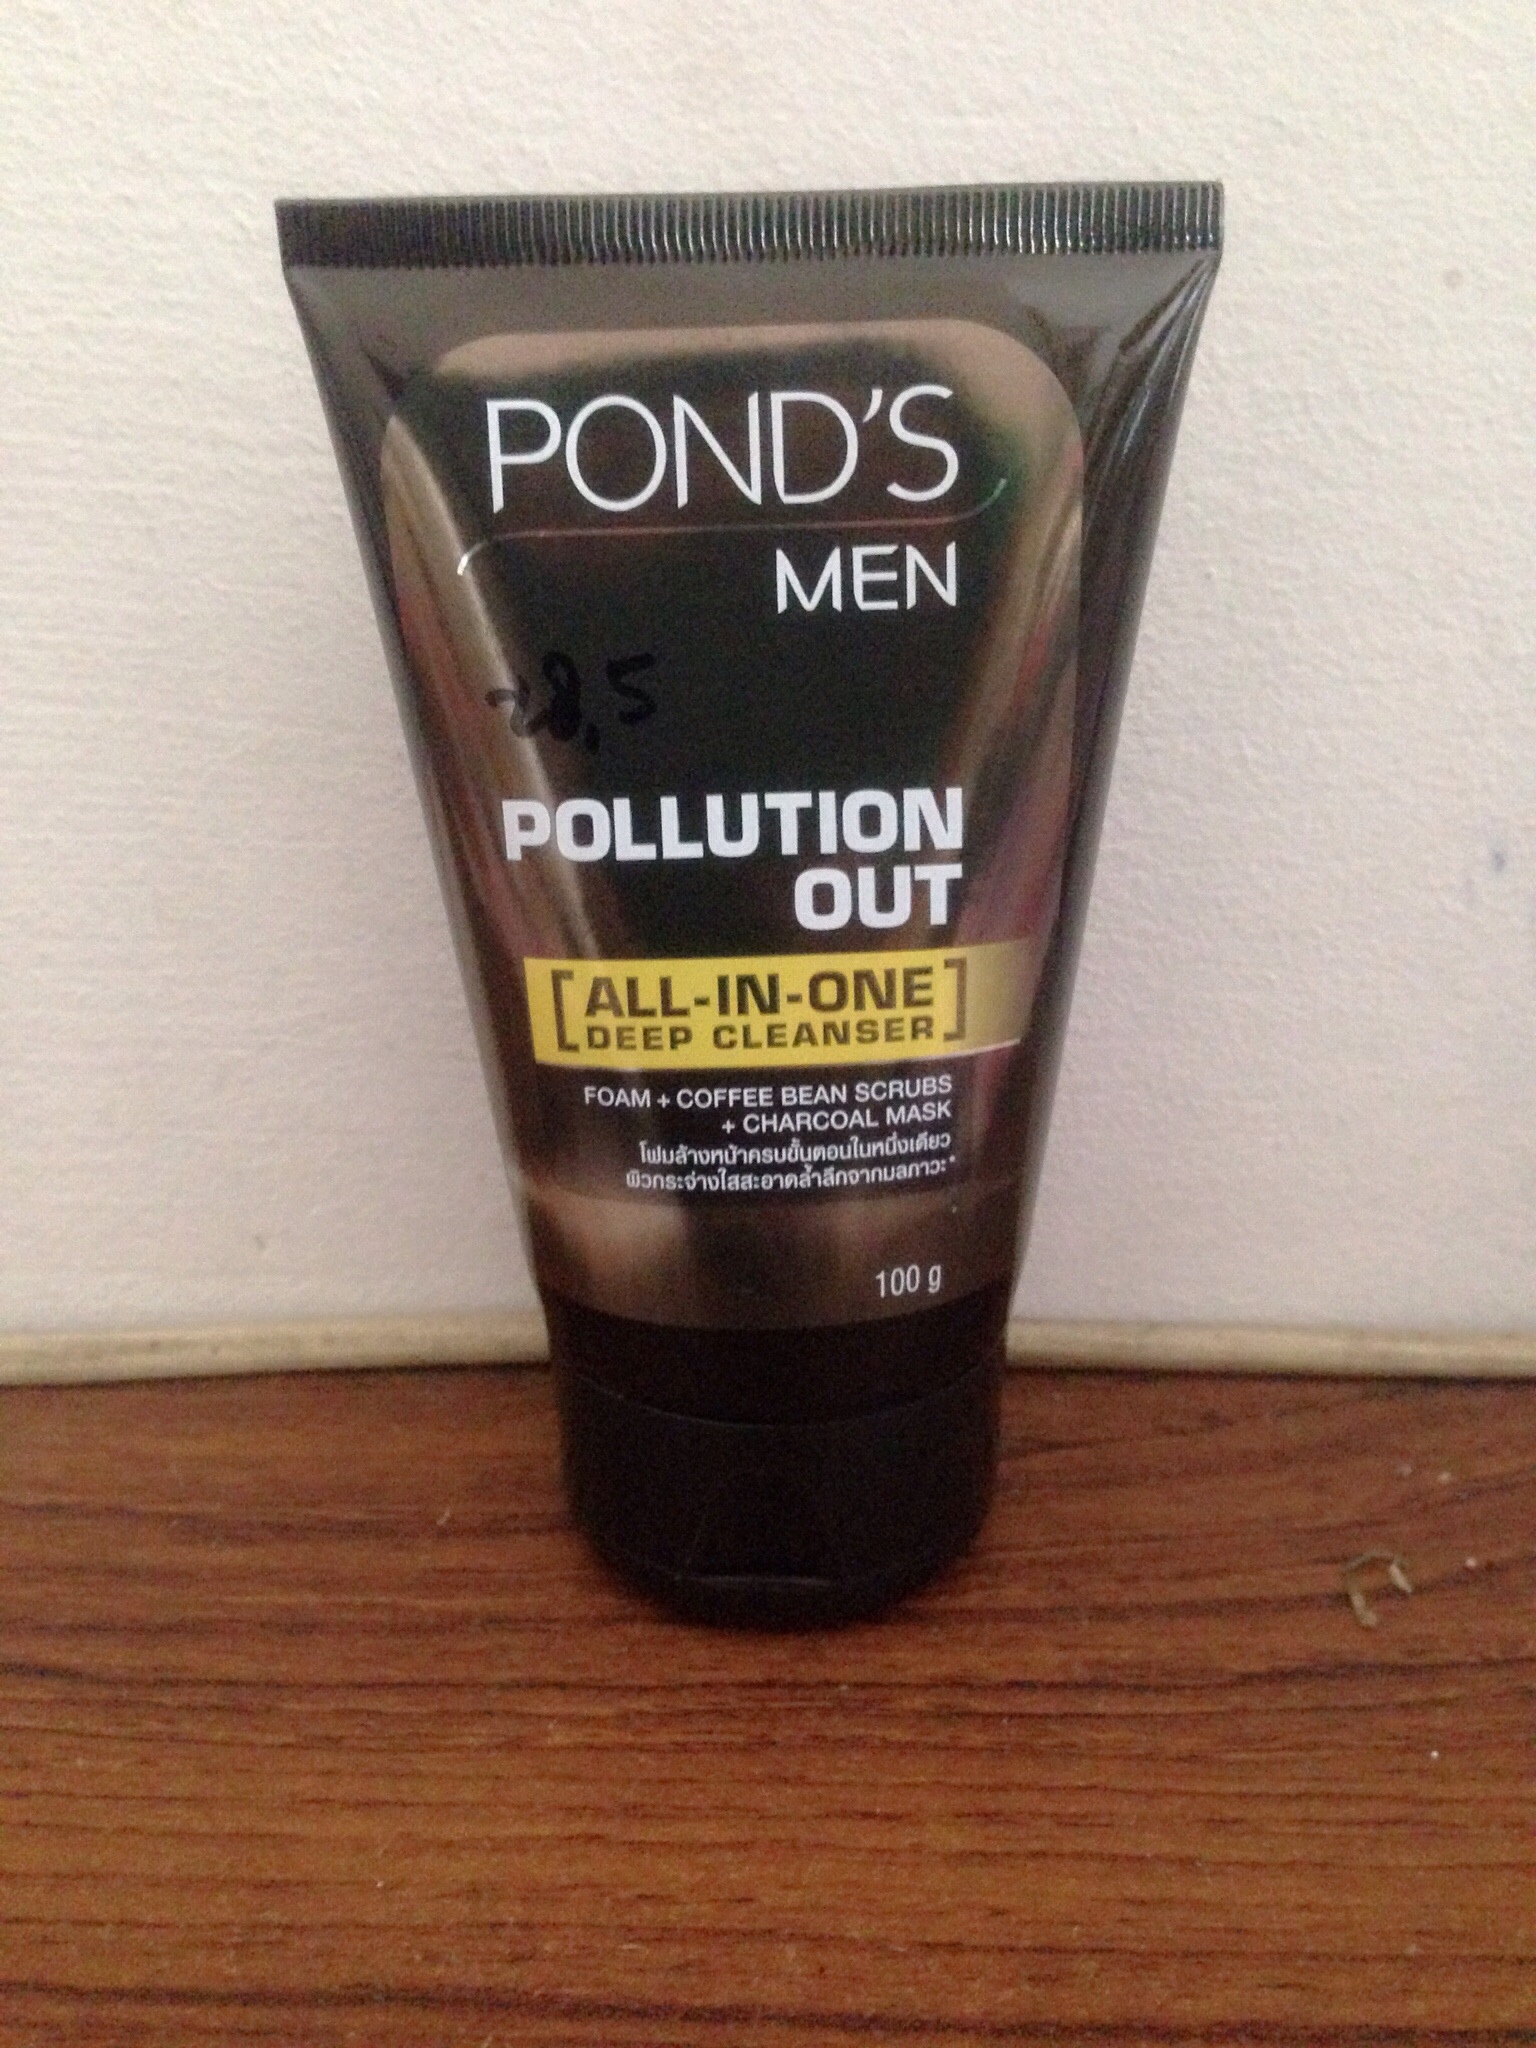 POND'S
MEN
28,5
POLLUTION
OUT
[ALL-IN-ONE
DEEP CLEANSER]
FOAM + COFFEE BEAN SCRUBS
+ CHARCOAL MASK
โฟมล้างหน้าครบขั้นตอนในหนึ่งเดียว
ผิวกระจ่างใสสะอาดล้ำลึกจากมลภาวะ*
100 g